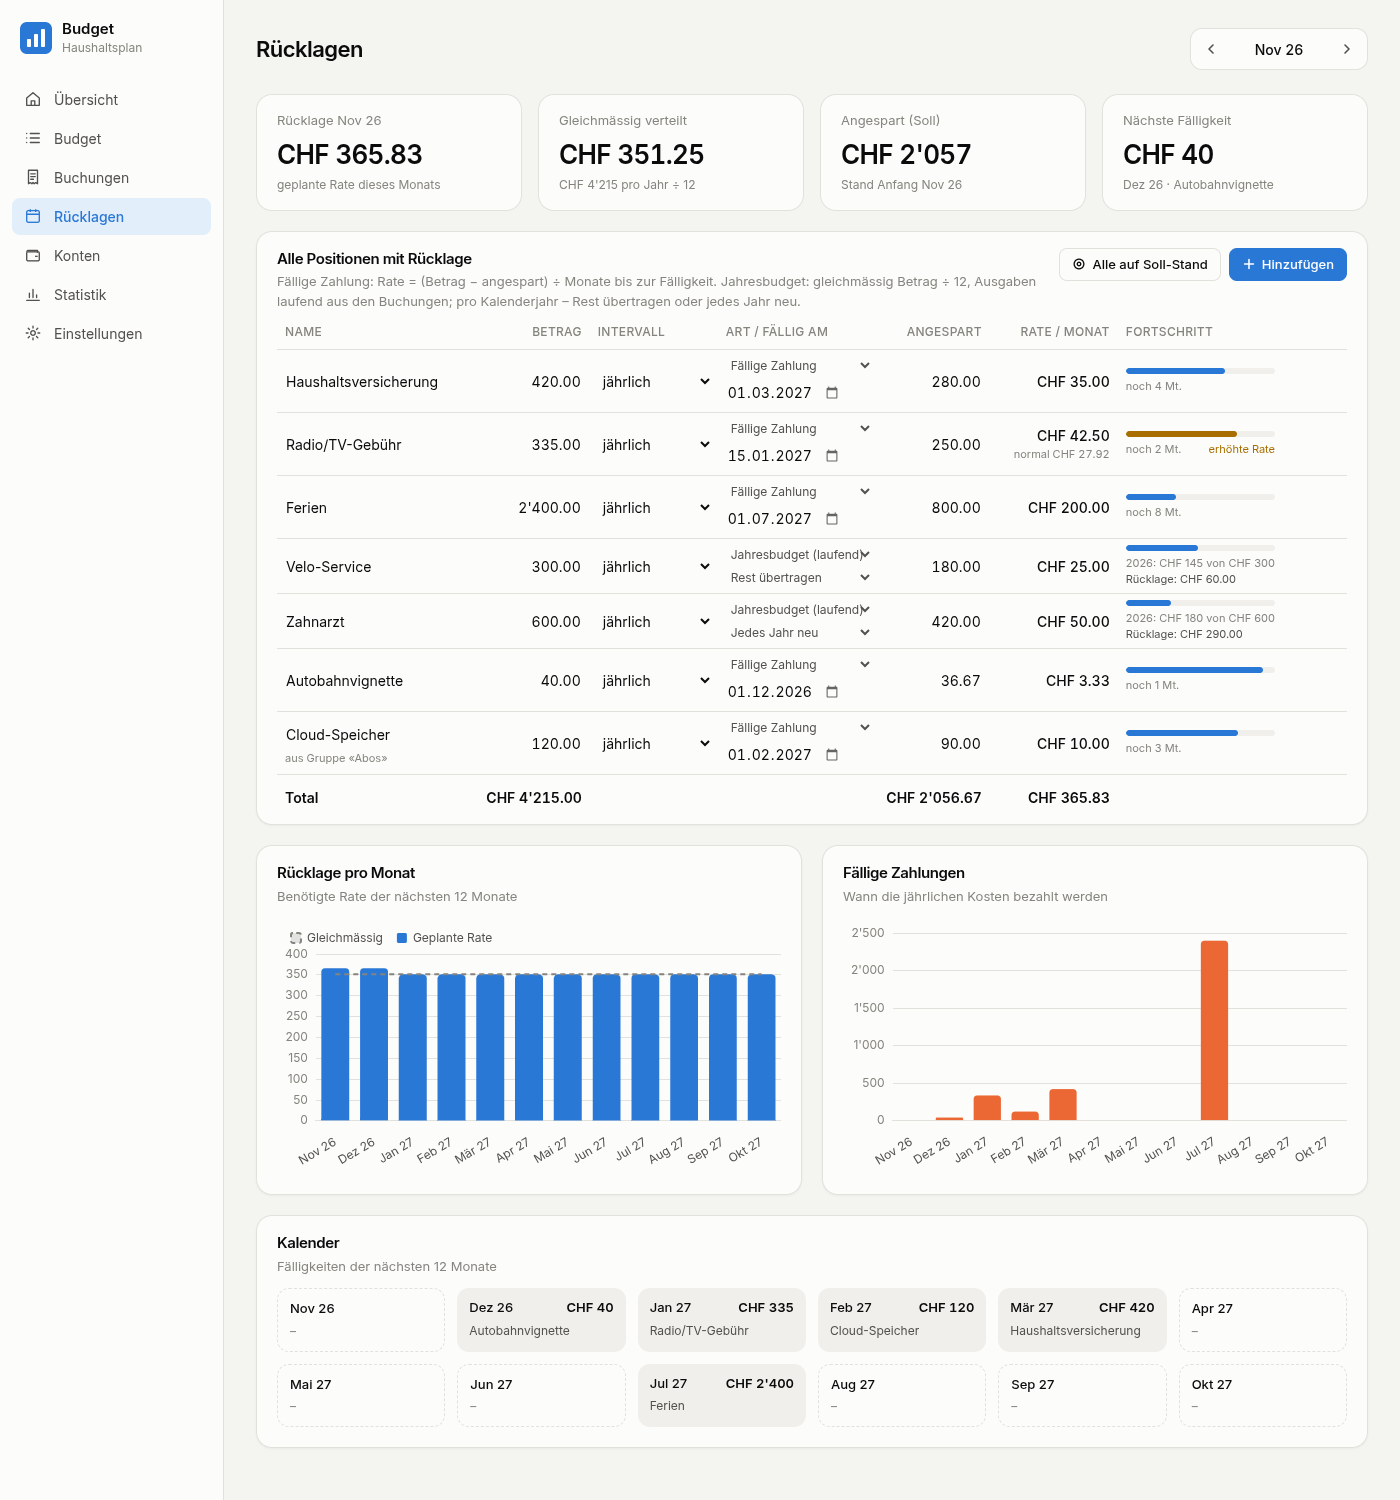 Budget
Haushaltsplan
Übersicht
Budget
Buchungen
Rücklagen
Konten
Statistik
Einstellungen
Rücklagen
Nov 26
Rücklage Nov 26
CHF 365.83
geplante Rate dieses Monats
Gleichmässig verteilt
CHF 351.25
CHF 4'215 pro Jahr ÷ 12
Angespart (Soll)
CHF 2'057
Stand Anfang Nov 26
Nächste Fälligkeit
CHF 40
Dez 26 · Autobahnvignette
Alle Positionen mit Rücklage
Fällige Zahlung: Rate = (Betrag − angespart) ÷ Monate bis zur Fälligkeit. Jahresbudget: gleichmässig Betrag ÷ 12, Ausgaben
laufend aus den Buchungen; pro Kalenderjahr – Rest übertragen oder jedes Jahr neu.
Alle auf Soll-Stand
Hinzufügen
NAME BETRAG INTERVALL ART / FÄLLIG AM ANGESPART RATE / MONAT FORTSCHRITT
Haushaltsversicherung 420.00 jährlich Fällige Zahlung 01.03.2027 280.00 CHF 35.00 noch 4 Mt.
Radio/TV-Gebühr 335.00 jährlich Fällige Zahlung 15.01.2027 250.00 CHF 42.50 normal CHF 27.92 noch 2 Mt. erhöhte Rate
Ferien 2'400.00 jährlich Fällige Zahlung 01.07.2027 800.00 CHF 200.00 noch 8 Mt.
Velo-Service 300.00 jährlich Jahresbudget (laufend) Rest übertragen 180.00 CHF 25.00 2026: CHF 145 von CHF 300 Rücklage: CHF 60.00
Zahnarzt 600.00 jährlich Jahresbudget (laufend) Jedes Jahr neu 420.00 CHF 50.00 2026: CHF 180 von CHF 600 Rücklage: CHF 290.00
Autobahnvignette 40.00 jährlich Fällige Zahlung 01.12.2026 36.67 CHF 3.33 noch 1 Mt.
Cloud-Speicher aus Gruppe «Abos» 120.00 jährlich Fällige Zahlung 01.02.2027 90.00 CHF 10.00 noch 3 Mt.
Total CHF 4'215.00 CHF 2'056.67 CHF 365.83
Rücklage pro Monat
Benötigte Rate der nächsten 12 Monate
Gleichmässig Geplante Rate
400
350
300
250
200
150
100
50
0
Nov 26 Dez 26 Jan 27 Feb 27 Mär 27 Apr 27 Mai 27 Jun 27 Jul 27 Aug 27 Sep 27 Okt 27
Fällige Zahlungen
Wann die jährlichen Kosten bezahlt werden
2'500
2'000
1'500
1'000
500
0
Nov 26 Dez 26 Jan 27 Feb 27 Mär 27 Apr 27 Mai 27 Jun 27 Jul 27 Aug 27 Sep 27 Okt 27
Kalender
Fälligkeiten der nächsten 12 Monate
Nov 26
–
Dez 26 CHF 40
Autobahnvignette
Jan 27 CHF 335
Radio/TV-Gebühr
Feb 27 CHF 120
Cloud-Speicher
Mär 27 CHF 420
Haushaltsversicherung
Apr 27
–
Mai 27
–
Jun 27
–
Jul 27 CHF 2'400
Ferien
Aug 27
–
Sep 27
–
Okt 27
–